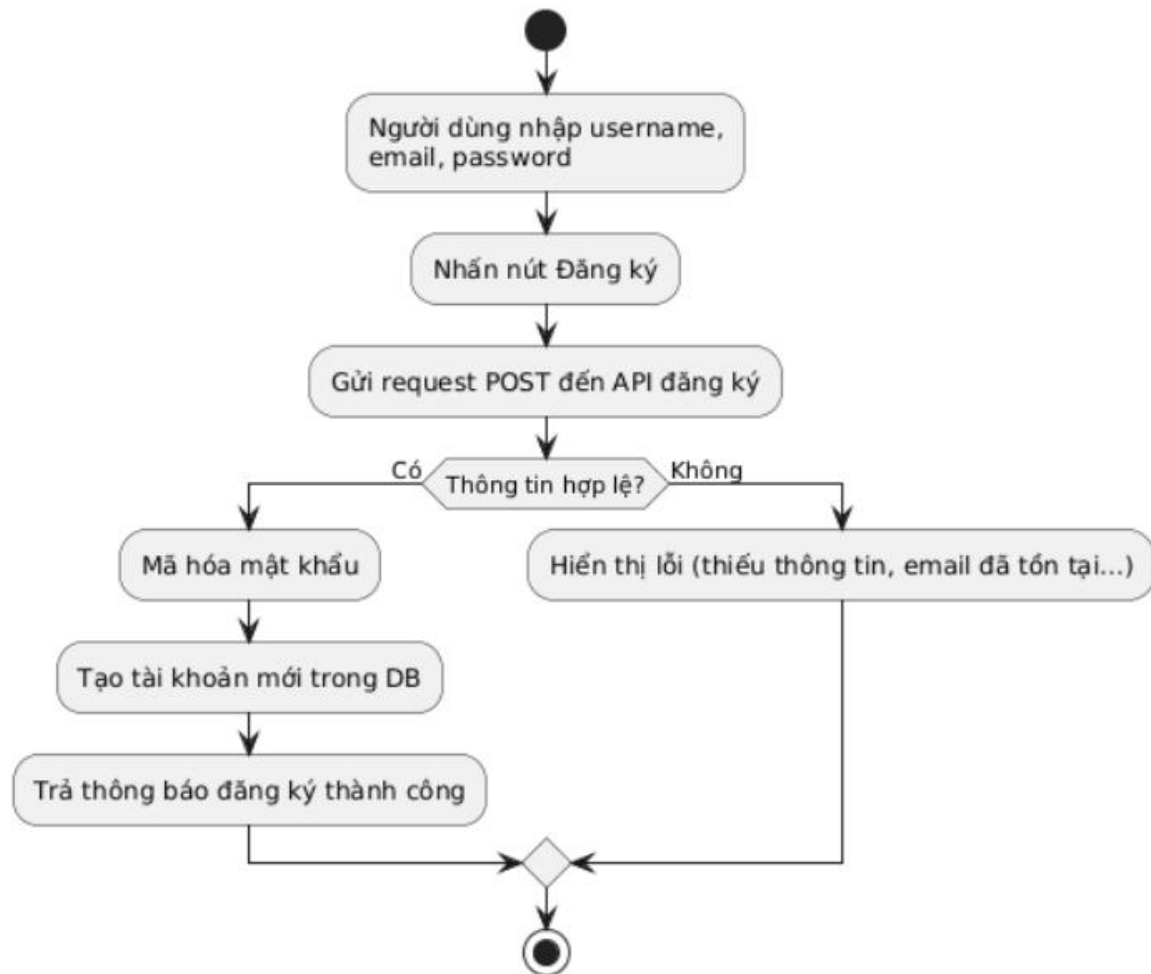 Người dùng nhập username,
email, password
Nhấn nút Đăng ký
Gửi request POST đến API đăng ký
Thông tin hợp lệ?
Có
Không
Mã hóa mật khẩu
Hiển thị lỗi (thiếu thông tin, email đã tồn tại...)
Tạo tài khoản mới trong DB
Trả thông báo đăng ký thành công